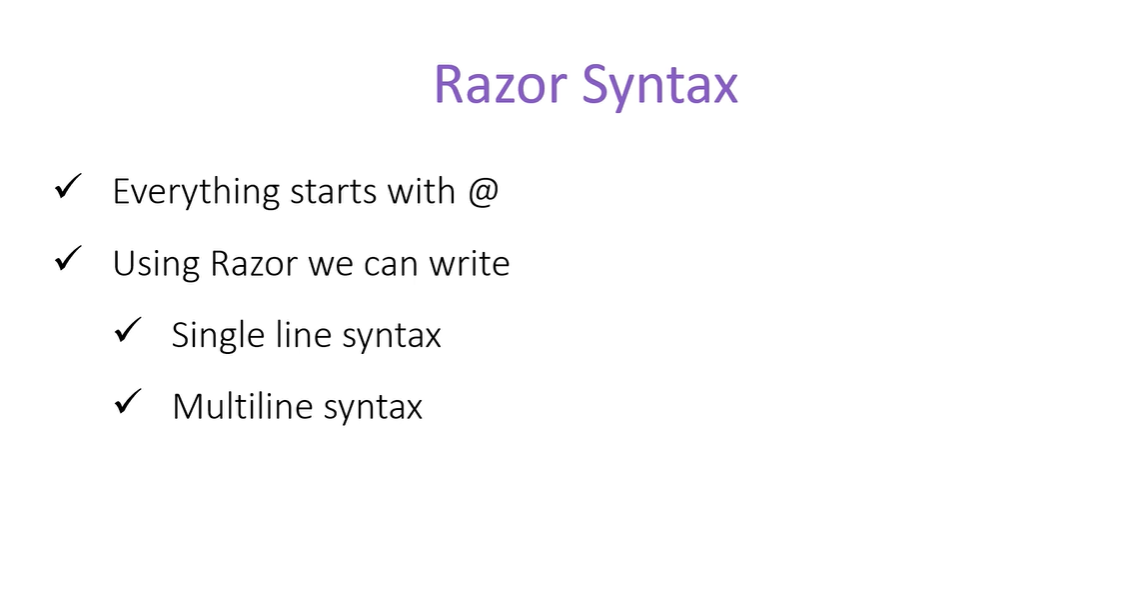 Razor Syntax
✓ Everything starts with @
✓ Using Razor we can write
✓ Single line syntax
✓ Multiline syntax